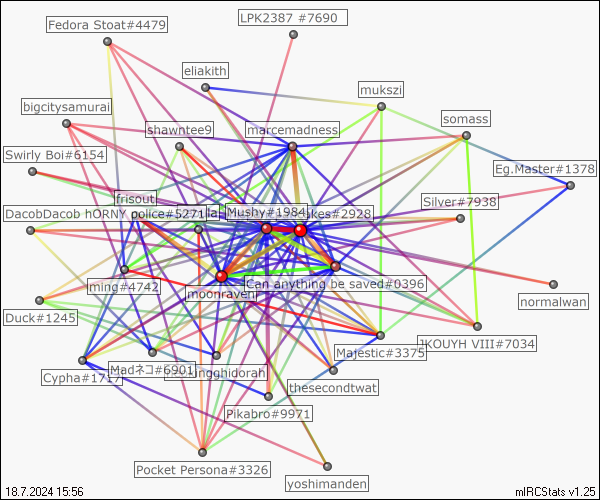 LPK2387 #7690
Fedora Stoat#4479
eliakith
mukszi
bigcitysamurai
somass
shawntee9
marcemadness
Swirly Boi#6154
Eg.Master#1378
frisout
Silver#7938
DacobDacob hORNY police#5271
Mushy#1984
akes#2928
Can anything be saved#0396
ming#4742
moonraven
normalwan
Duck#1245
JKOUYH VIII#7034
Majestic#3375
Cypha#1717
Madネコ#6901
ngghidorah
thesecondtwat
Pikabro#9971
Pocket Persona#3326
yoshimanden
18.7.2024 15:56
mIRCStats v1.25